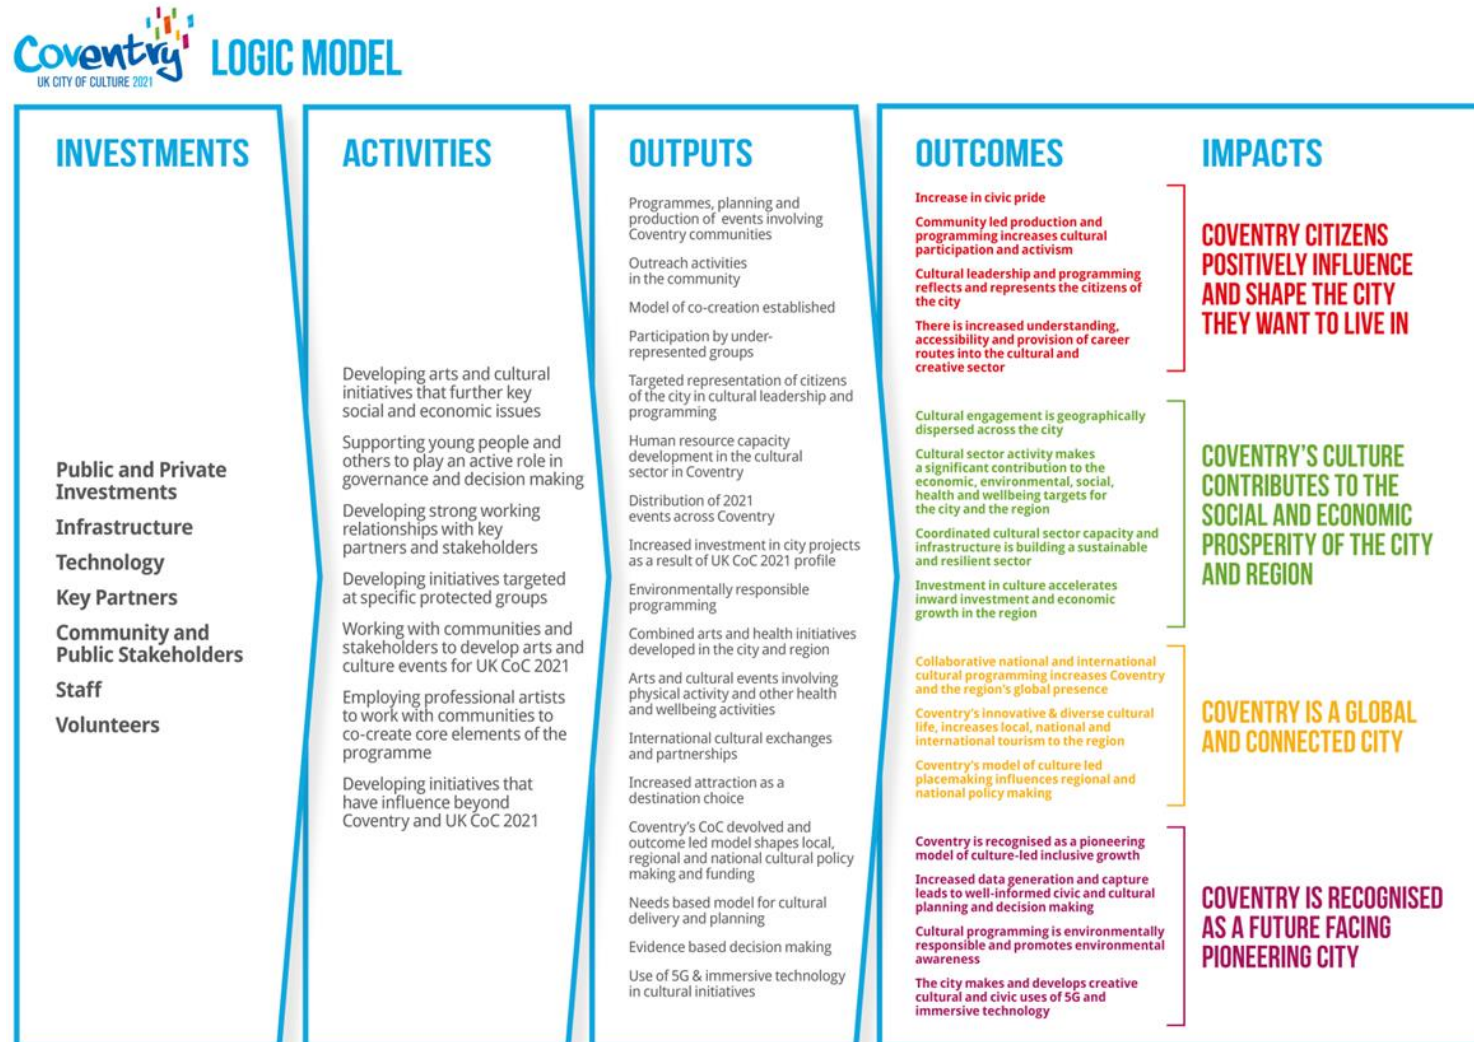 Coventry
UK CITY OF CULTURE 2021
LOGIC MODEL
INVESTMENTS
Public and Private
Investments
Infrastructure
Technology
Key Partners
Community and
Public Stakeholders
Staff
Volunteers
ACTIVITIES
Developing arts and cultural
initiatives that further key
social and economic issues
Supporting young people and
others to play an active role in
governance and decision making
Developing strong working
relationships with key
partners and stakeholders
Developing initiatives targeted
at specific protected groups
Working with communities and
stakeholders to develop arts and
culture events for UK CoC 2021
Employing professional artists
to work with communities to
co-create core elements of the
programme
Developing initiatives that
have influence beyond
Coventry and UK CoC 2021
OUTPUTS
Programmes, planning and
production of events involving
Coventry communities
Outreach activities
in the community
Model of co-creation established
Participation by under-
represented groups
Targeted representation of citizens
of the city in cultural leadership and
programming
Human resource capacity
development in the cultural
sector in Coventry
Distribution of 2021
events across Coventry
Increased investment in city projects
as a result of UK CoC 2021 profile
Environmentally responsible
programming
Combined arts and health initiatives
developed in the city and region
Arts and cultural events involving
physical activity and other health
and wellbeing activities
International cultural exchanges
and partnerships
Increased attraction as a
destination choice
Coventry's CoC devolved and
outcome led model shapes local,
regional and national cultural policy
making and funding
Needs based model for cultural
delivery and planning
Evidence based decision making
Use of 5G & immersive technology
in cultural initiatives
OUTCOMES
Increase in civic pride
Community led production and
programming increases cultural
participation and activism
Cultural leadership and programming
reflects and represents the citizens of
the city
There is increased understanding,
accessibility and provision of career
routes into the cultural and
creative sector
Cultural engagement is geographically
dispersed across the city
Cultural sector activity makes
a significant contribution to the
economic, environmental, social,
health and wellbeing targets for
the city and the region
Coordinated cultural sector capacity and
infrastructure is building a sustainable
and resilient sector
Investment in culture accelerates
inward investment and economic
growth in the region
Collaborative national and international
cultural programming increases Coventry
and the region's global presence
Coventry's innovative & diverse cultural
life, increases local, national and
international tourism to the region
Coventry's model of culture led
placemaking influences regional and
national policy making
Coventry is recognised as a pioneering
model of culture-led inclusive growth
Increased data generation and capture
leads to well-informed civic and cultural
planning and decision making
Cultural programming is environmentally
responsible and promotes environmental
awareness
The city makes and develops creative
cultural and civic uses of 5G and
immersive technology
IMPACTS
COVENTRY CITIZENS
POSITIVELY INFLUENCE
AND SHAPE THE CITY
THEY WANT TO LIVE IN
COVENTRY'S CULTURE
CONTRIBUTES TO THE
SOCIAL AND ECONOMIC
PROSPERITY OF THE CITY
AND REGION
COVENTRY IS A GLOBAL
AND CONNECTED CITY
COVENTRY IS RECOGNISED
AS A FUTURE FACING
PIONEERING CITY